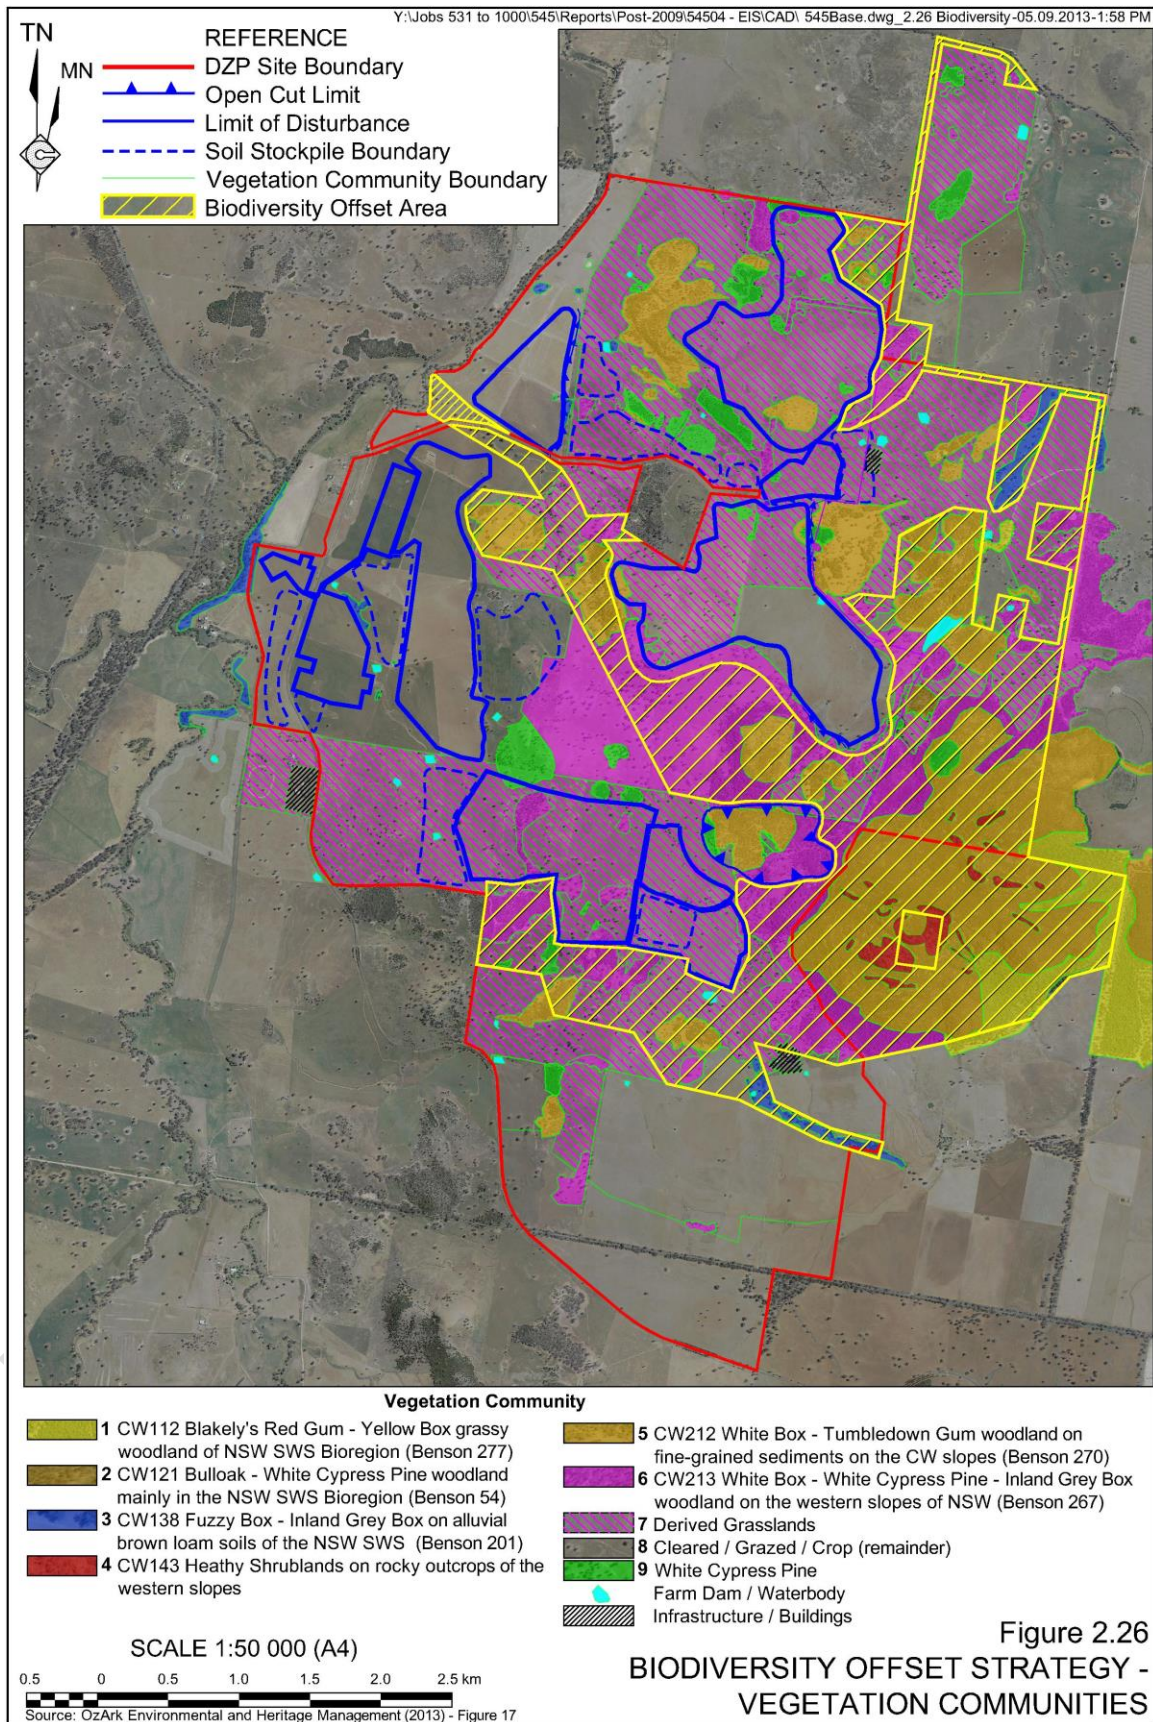 Y:\Jobs 531 to 1000\545\Reports\Post-2009\54504 - EIS\CAD\ 545Base.dwg_2.26 Biodiversity-05.09.2013-1:58 PM
TN
MN
REFERENCE
DZP Site Boundary
Open Cut Limit
Limit of Disturbance
Soil Stockpile Boundary
Vegetation Community Boundary
Biodiversity Offset Area
Vegetation Community
1 CW112 Blakely's Red Gum - Yellow Box grassy
woodland of NSW SWS Bioregion (Benson 277)
2 CW121 Bulloak - White Cypress Pine woodland
mainly in the NSW SWS Bioregion (Benson 54)
3 CW138 Fuzzy Box - Inland Grey Box on alluvial
brown loam soils of the NSW SWS (Benson 201)
4 CW143 Heathy Shrublands on rocky outcrops of the
western slopes
5 CW212 White Box - Tumbledown Gum woodland on
fine-grained sediments on the CW slopes (Benson 270)
6 CW213 White Box - White Cypress Pine - Inland Grey Box
woodland on the western slopes of NSW (Benson 267)
7 Derived Grasslands
8 Cleared / Grazed / Crop (remainder)
9 White Cypress Pine
Farm Dam / Waterbody
Infrastructure / Buildings
SCALE 1:50 000 (A4)
0.5 0 0.5 1.0 1.5 2.0 2.5 km
Source: OzArk Environmental and Heritage Management (2013) - Figure 17
Figure 2.26
BIODIVERSITY OFFSET STRATEGY -
VEGETATION COMMUNITIES